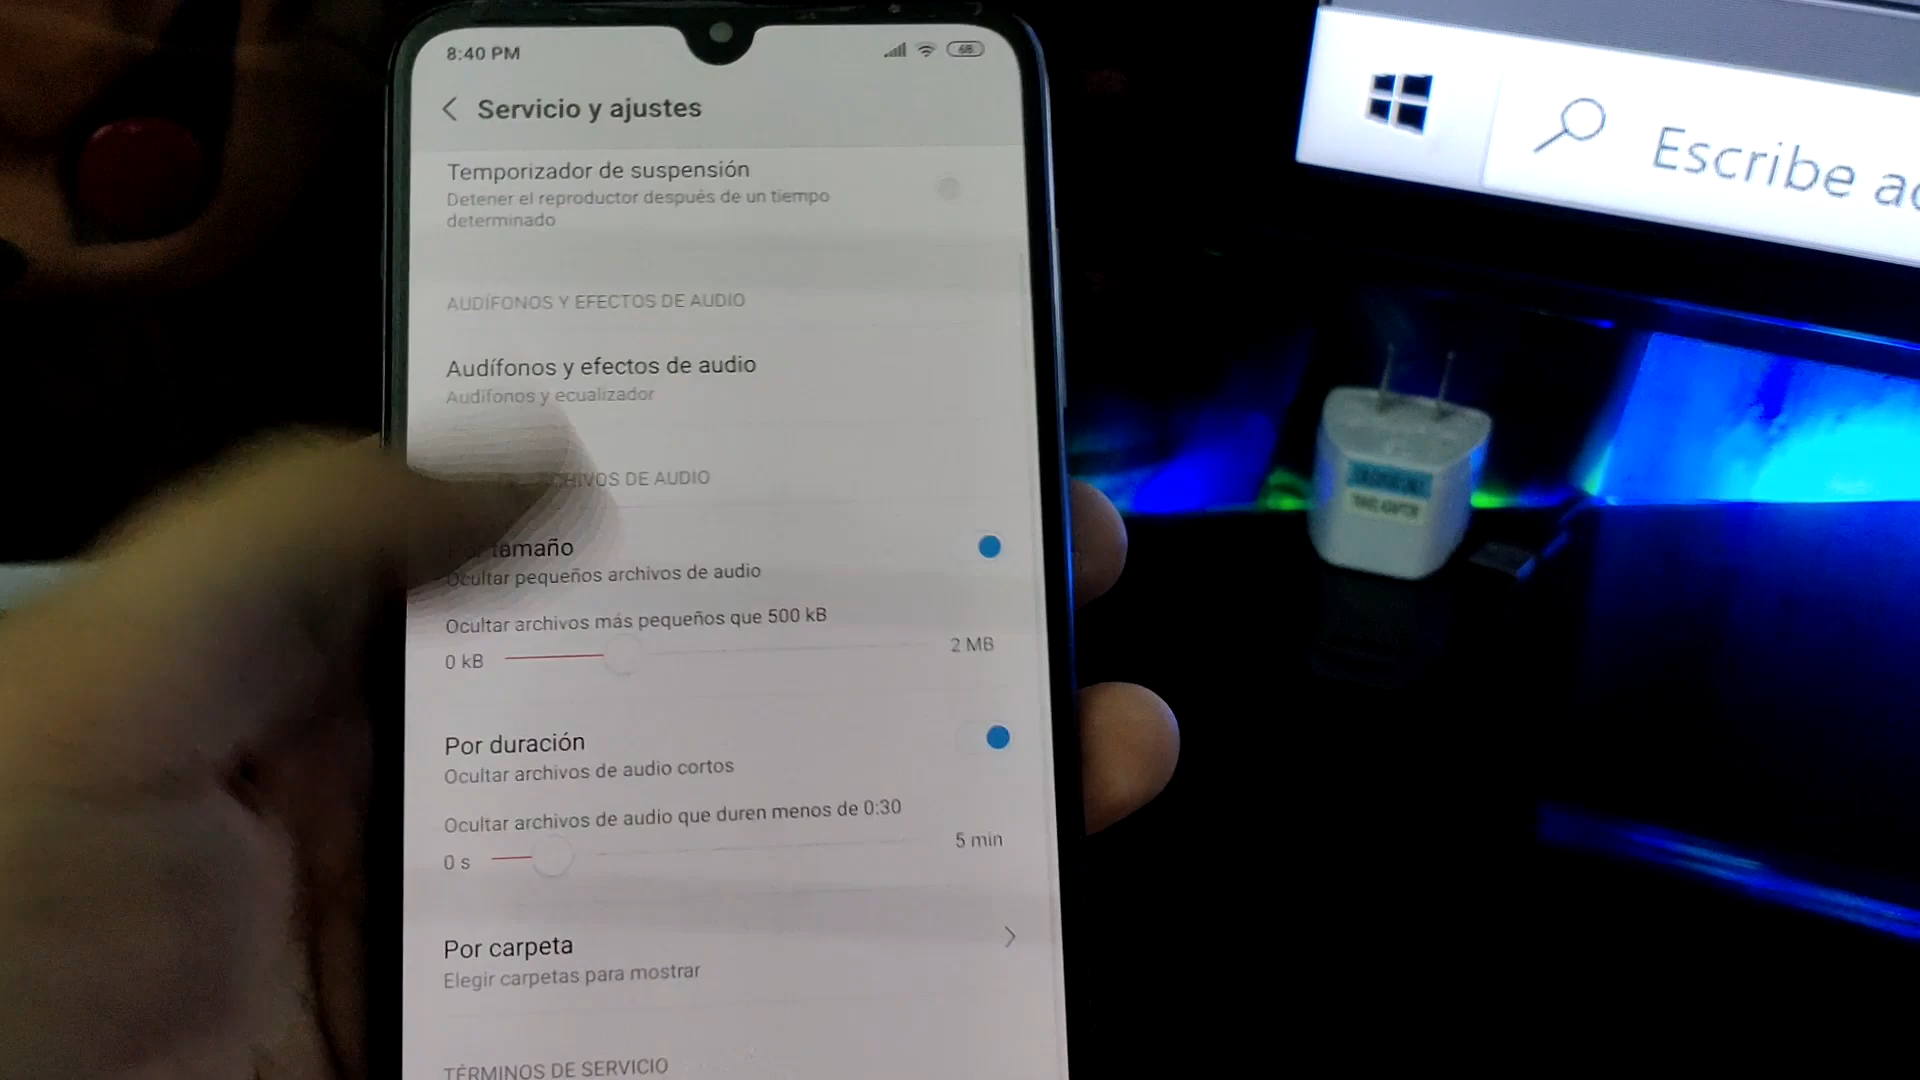 8:40 PM
68
Servicio y ajustes
Escribe
Temporizador de suspensión
Detener el reproductor después de un tiempo
determinado
AUDÍFONOS Y EFECTOS DE AUDIO
Audífonos y efectos de audio
Audífonos y ecualizador
DE AUDIO
tamaño
Ocultar pequeños archivos de audio
Ocultar archivos más pequeños que 500 kB
0 kB
2 MB
Por duración
Ocultar archivos de audio cortos
Ocultar archivos de audio que duren menos de 0:30
0 s
5 min
Por carpeta
Elegir carpetas para mostrar
TÉRMINOS DE SERVICIO